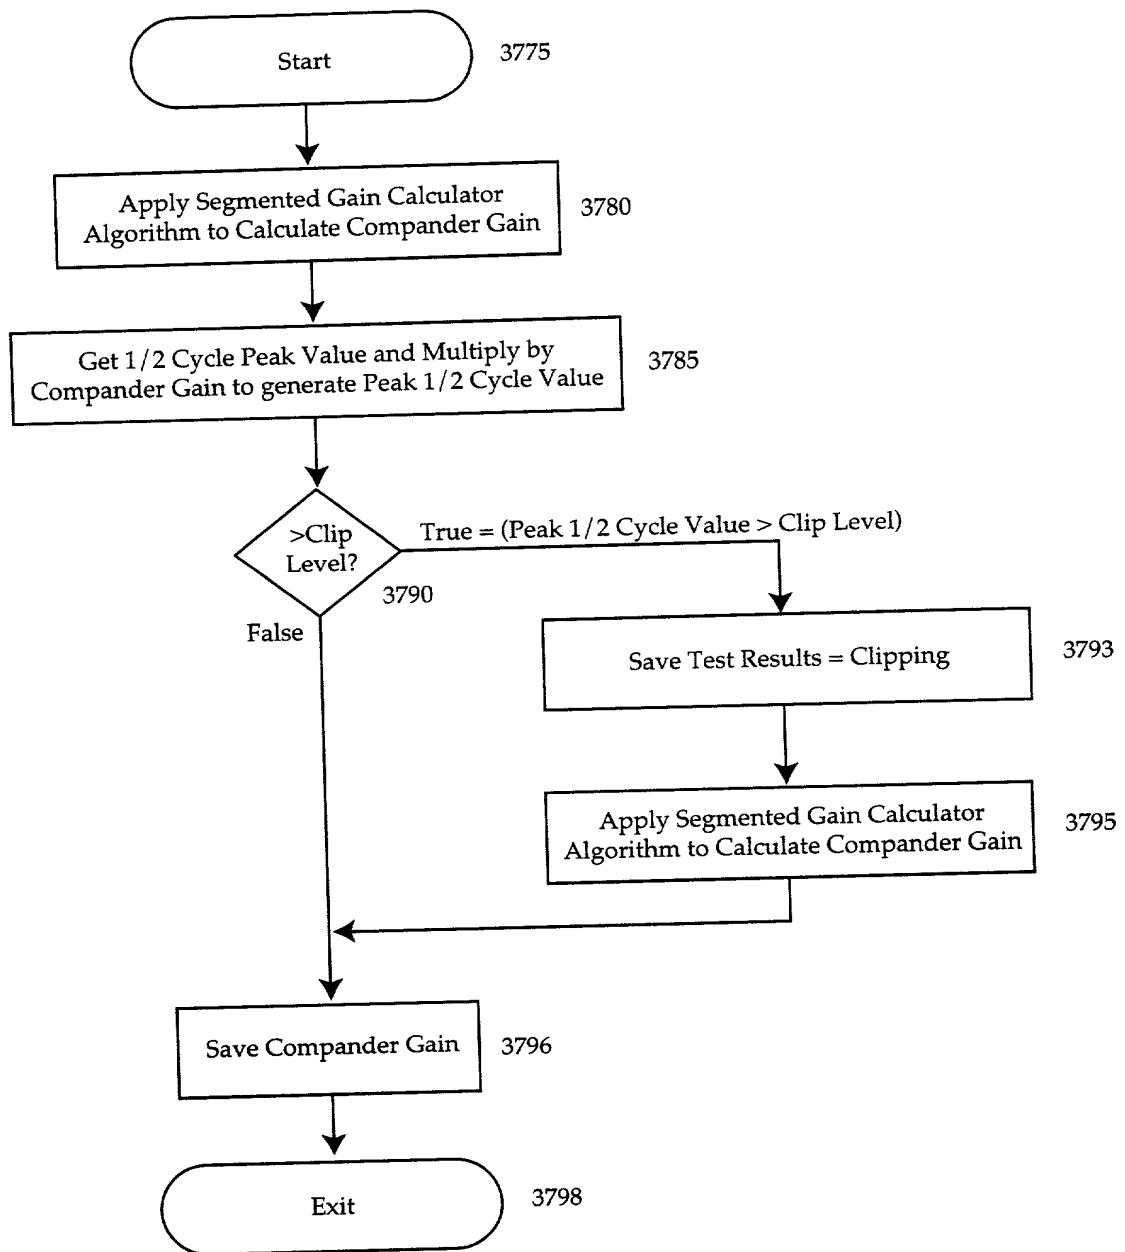 Start
3775
Apply Segmented Gain Calculator
Algorithm to Calculate Compander Gain
3780
Get 1/2 Cycle Peak Value and Multiply by
Compander Gain to generate Peak 1/2 Cycle Value
3785
>Clip
Level?
True = (Peak 1/2 Cycle Value > Clip Level)
3790
False
Save Test Results = Clipping
3793
Apply Segmented Gain Calculator
Algorithm to Calculate Compander Gain
3795
Save Compander Gain
3796
Exit
3798